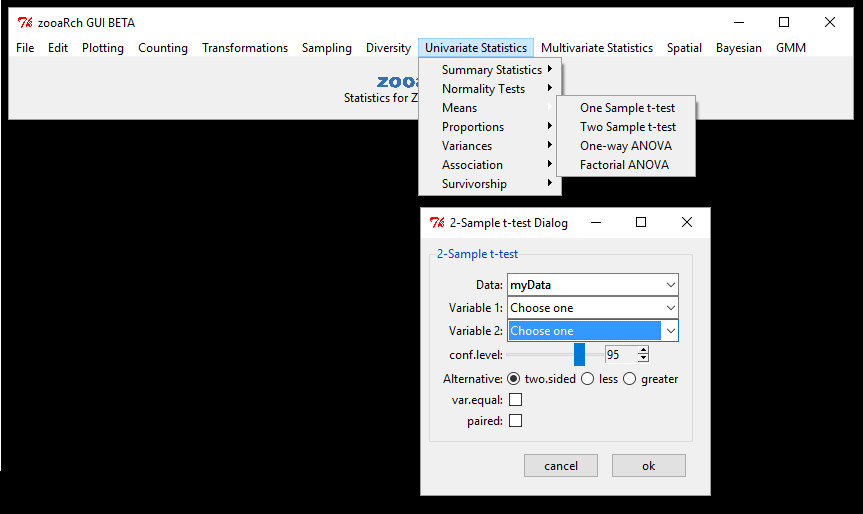 zooaRch GUI BETA
File Edit Plotting Counting Transformations Sampling Diversity Univariate Statistics Multivariate Statistics Spatial Bayesian GMM
Summary Statistics
Normality Tests
Means
Proportions
Variances
Association
Survivorship
One Sample t-test
Two Sample t-test
One-way ANOVA
Factorial ANOVA
Statistics for
2-Sample t-test Dialog
2-Sample t-test
Data: myData
Variable 1: Choose one
Variable 2: Choose one
conf.level: 95
Alternative: two.sided less greater
var.equal:
paired:
cancel ok